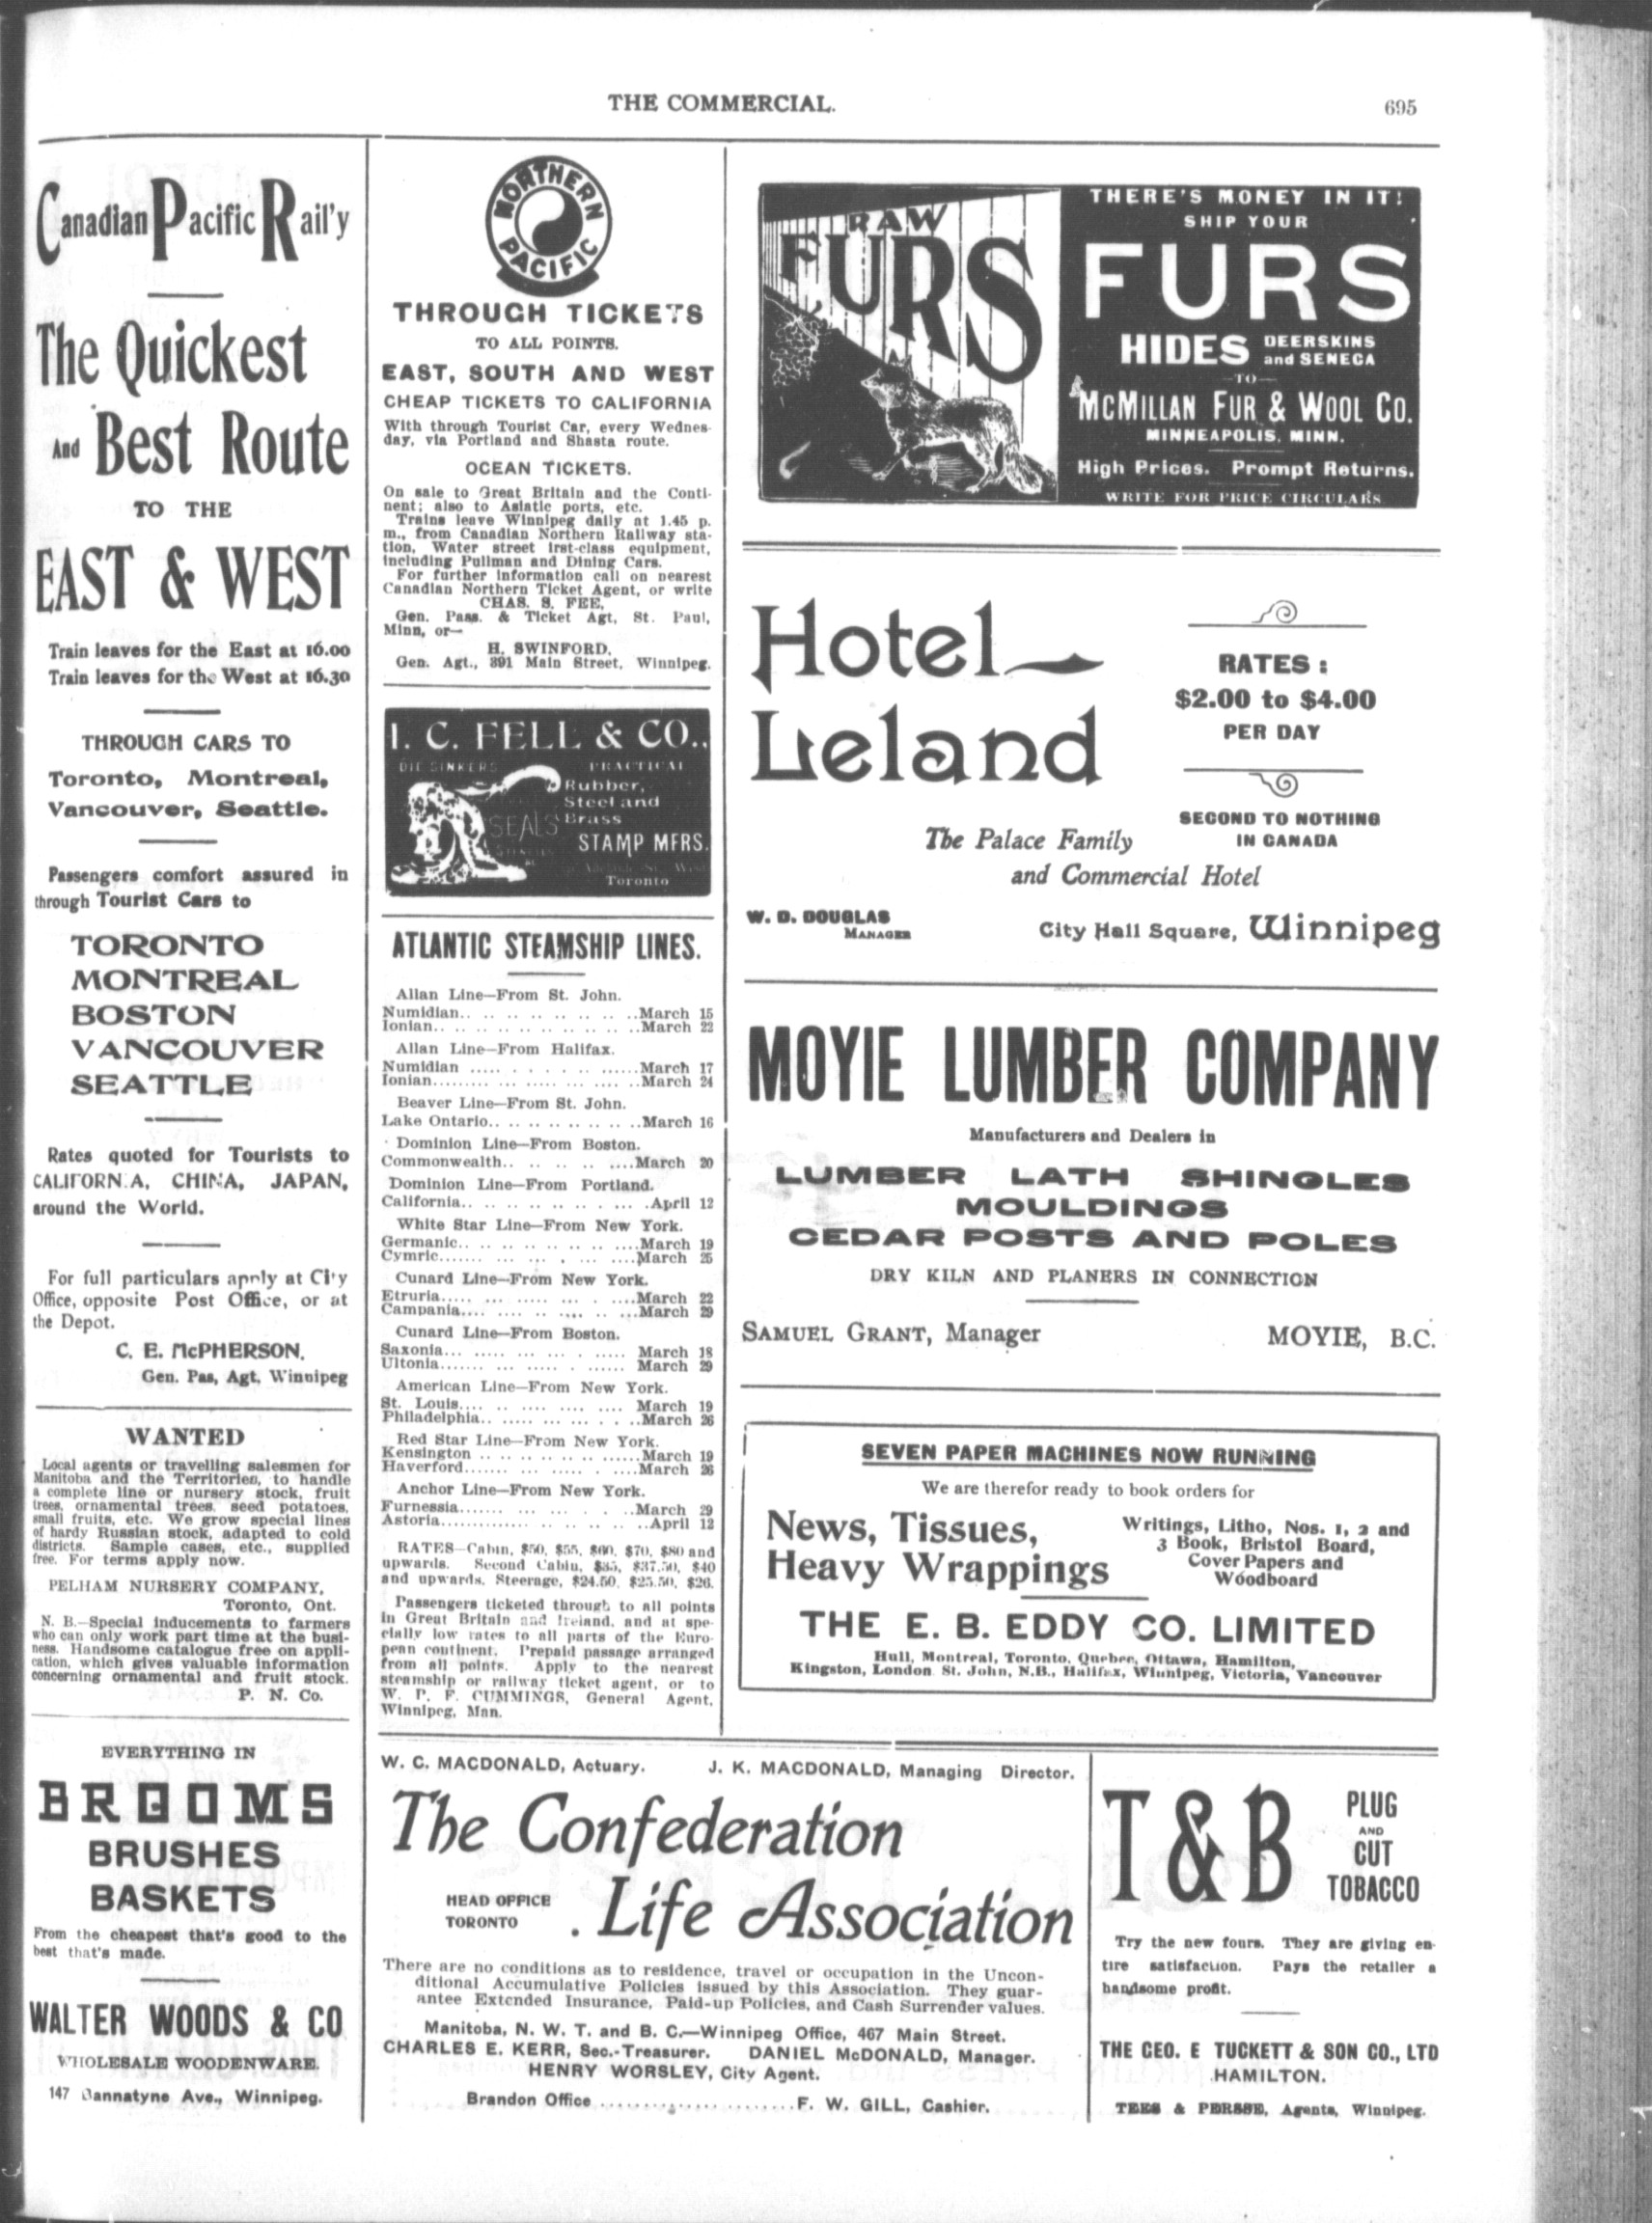 THE COMMERCIAL.
695
Canadian Pacific Rail'y
The Quickest
And Best Route
TO THE
EAST & WEST
Train leaves for the East at 16.00
Train leaves for the West at 16.30
THROUGH CARS TO
Toronto, Montreal,
Vancouver, Seattle.
Passengers comfort assured in
through Tourist Cars to
TORONTO
MONTREAL
BOSTON
VANCOUVER
SEATTLE
Rates quoted for Tourists to
CALIFORN.A, CHINA, JAPAN,
around the World.
For full particulars apply at City
Office, opposite Post Office, or at
the Depot.
C. E. McPHERSON,
Gen. Pas, Agt, Winnipeg
WANTED
Local agents or travelling salesmen for
Manitoba and the Territories, to handle
a complete line or nursery stock, fruit
trees, ornamental trees, seed potatoes,
small fruits, etc. We grow special lines
of hardy Russian stock, adapted to cold
districts. Sample cases, etc., supplied
free. For terms apply now.
PELHAM NURSERY COMPANY,
Toronto, Ont.
N. B.—Special inducements to farmers
who can only work part time at the busi-
ness. Handsome catalogue free on appli-
cation, which gives valuable information
concerning ornamental and fruit stock.
P. N. Co.
EVERYTHING IN
BROOMS
BRUSHES
BASKETS
From the cheapest that's good to the
best that's made.
WALTER WOODS & CO
WHOLESALE WOODENWARE.
147 Bannatyne Ave., Winnipeg.
NORTHERN
PACIFIC
THROUGH TICKETS
TO ALL POINTS.
EAST, SOUTH AND WEST
CHEAP TICKETS TO CALIFORNIA
With through Tourist Car, every Wednes-
day, via Portland and Shasta route.
OCEAN TICKETS.
On sale to Great Britain and the Conti-
nent; also to Asiatic ports, etc.
Trains leave Winnipeg daily at 1.45 p.
m., from Canadian Northern Railway sta-
tion, Water street irst-class equipment,
including Pullman and Dining Cars.
For further information call on nearest
Canadian Northern Ticket Agent, or write
CHAS. S. FEE,
Gen. Pass. & Ticket Agt, St. Paul,
Minn, or—
H. SWINFORD,
Gen. Agt., 391 Main Street, Winnipeg.
I. C. FELL & CO.,
DIE SINKERS PRACTICAL
Rubber,
Steel and
Brass
SEALS
STAMP MFRS.
Toronto
ATLANTIC STEAMSHIP LINES.
Allan Line—From St. John.
Numidian.. .. .. .. .. .. .. ..March 15
Ionian.. .. .. .. .. .. .. .. ..March 22
Allan Line—From Halifax.
Numidian ..... . . . . . ......March 17
Ionian........ ... ..... ... .... ..March 24
Beaver Line—From St. John.
Lake Ontario.. .. .. .. .. .. ..March 16
Dominion Line—From Boston.
Commonwealth.. .. .. .. ....March 20
Dominion Line—From Portland.
California.. .. .. .. .. .. . ... .April 12
White Star Line—From New York.
Germanic.. .. .. .. .. .. .. ....March 19
Cymric....... ... ... . ... ....March 25
Cunard Line—From New York.
Etruria..... ..... ..... ... . ....March 22
Campania.... .... .. .... .. ...March 29
Cunard Line—From Boston.
Saxonia... ..... ... ... . ..... March 18
Ultonia....... ... ..... . ...... March 29
American Line—From New York.
St. Louis.... .. .... .... .... March 19
Philadelphia.. ..... ... . . . ..March 26
Red Star Line—From New York.
Kensington .. .. .. .. .. ......March 19
Haverford....... ... ..... . ....March 26
Anchor Line—From New York.
Furnessia....... ... ... . . ..March 29
Astoria.............. .. .. .. .. ..April 12
RATES—Cabin, $50, $55, $60, $70, $80 and
upwards. Second Cabin, $35, $37.50, $40
and upwards. Steerage, $24.50, $25.50, $26.
Passengers ticketed through to all points
in Great Britain and Ireland, and at spe-
cially low rates to all parts of the Euro-
pean continent. Prepaid passage arranged
from all points. Apply to the nearest
steamship or railway ticket agent, or to
W. P. F. CUMMINGS, General Agent,
Winnipeg, Man.
RAW
FURS
THERE'S MONEY IN IT!
SHIP YOUR
FURS
HIDES DEERSKINS
and SENECA
—TO—
McMILLAN FUR & WOOL CO.
MINNEAPOLIS, MINN.
High Prices. Prompt Returns.
WRITE FOR PRICE CIRCULARS
Hotel
Leland
RATES:
$2.00 to $4.00
PER DAY
SECOND TO NOTHING
IN CANADA
The Palace Family
and Commercial Hotel
W. D. DOUGLAS
MANAGER
City Hall Square, Winnipeg
MOYIE LUMBER COMPANY
Manufacturers and Dealers in
LUMBER LATH SHINGLES
MOULDINGS
CEDAR POSTS AND POLES
DRY KILN AND PLANERS IN CONNECTION
SAMUEL GRANT, Manager MOYIE, B.C.
SEVEN PAPER MACHINES NOW RUNNING
We are therefor ready to book orders for
News, Tissues,
Heavy Wrappings
Writings, Litho, Nos. 1, 2 and
3 Book, Bristol Board,
Cover Papers and
Woodboard
THE E. B. EDDY CO. LIMITED
Hull, Montreal, Toronto, Quebec, Ottawa, Hamilton,
Kingston, London St. John, N.B., Halifax, Winnipeg, Victoria, Vancouver
W. C. MACDONALD, Actuary. J. K. MACDONALD, Managing Director.
The Confederation
HEAD OFFICE
TORONTO
. Life Association
There are no conditions as to residence, travel or occupation in the Uncon-
ditional Accumulative Policies issued by this Association. They guar-
antee Extended Insurance, Paid-up Policies, and Cash Surrender values.
Manitoba, N. W. T. and B. C.—Winnipeg Office, 467 Main Street.
CHARLES E. KERR, Sec.-Treasurer. DANIEL McDONALD, Manager.
HENRY WORSLEY, City Agent.
Brandon Office.......................F. W. GILL, Cashier.
T&B
PLUG
AND
CUT
TOBACCO
Try the new fours. They are giving en-
tire satisfaction. Pays the retailer a
handsome profit.
THE GEO. E TUCKETT & SON CO., LTD
HAMILTON.
TEES & PERSSE, Agents, Winnipeg.